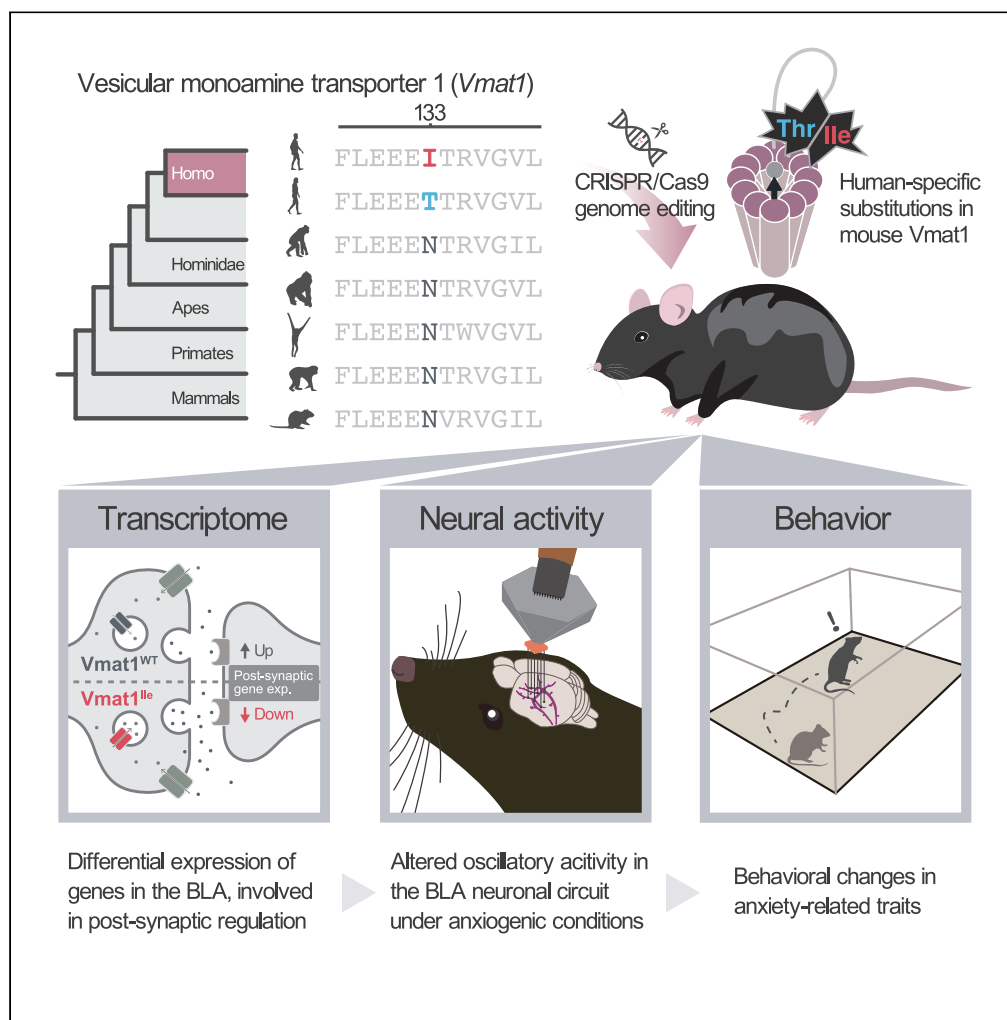 Vesicular monoamine transporter 1 (Vmat1)
133
Homo
Hominidae
Apes
Primates
Mammals
FLEEEITRVGVL
FLEEETTRVGVL
FLEEENTRVGIL
FLEEENTRVGIL
FLEEENTWVGVL
FLEEENTRVGIL
FLEEENVRVGIL
CRISPR/Cas9
genome editing
Thr
Ile
Human-specific
substitutions in
mouse Vmat1
Transcriptome
Vmat1WT
Vmat1Ile
Up
Post-synaptic
gene exp.
Down
Neural activity
Behavior
!
Differential expression of
genes in the BLA, involved
in post-synaptic regulation
Altered oscillatory acitivity in
the BLA neuronal circuit
under anxiogenic conditions
Behavioral changes in
anxiety-related traits